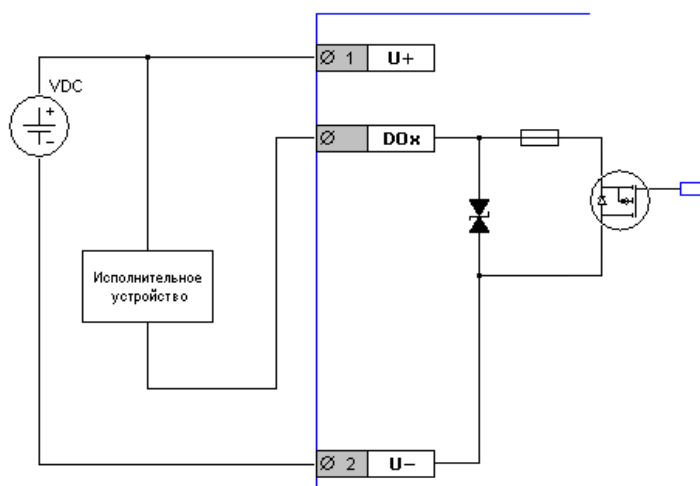 1 U+
VDC
DOx
Исполнительное
устройство
2 U-